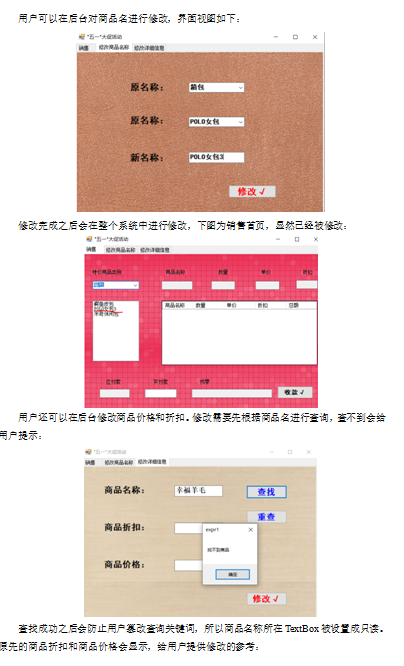 用户可以在后台对商品名进行修改，界面视图如下：
"五一"大促活动
销售 修改商品名称 修改详细信息
原名称： 箱包
原名称： POLO女包
新名称： POLO女包3
修改 √
修改完成之后会在整个系统中进行修改，下图为销售首页，显然已经被修改：
"五一"大促活动
销售 修改商品名称 修改详细信息
商品名称 数量 单价 折扣
商品名称 数量 单价 折扣 日期
应付款 实付款 找零
收款 √
用户还可以在后台修改商品价格和折扣。修改需要先根据商品名进行查询，查不到会给
用户提示：
"五一"大促活动
销售 修改商品名称 修改详细信息
商品名称： 幸福羊毛 查找
重查
商品折扣：
expr1
找不到商品
商品价格：
确定
修改 √
查找成功之后会防止用户篡改查询关键词，所以商品名称所在 TextBox 被设置成只读。
原先的商品折扣和商品价格会显示，给用户提供修改的参考：